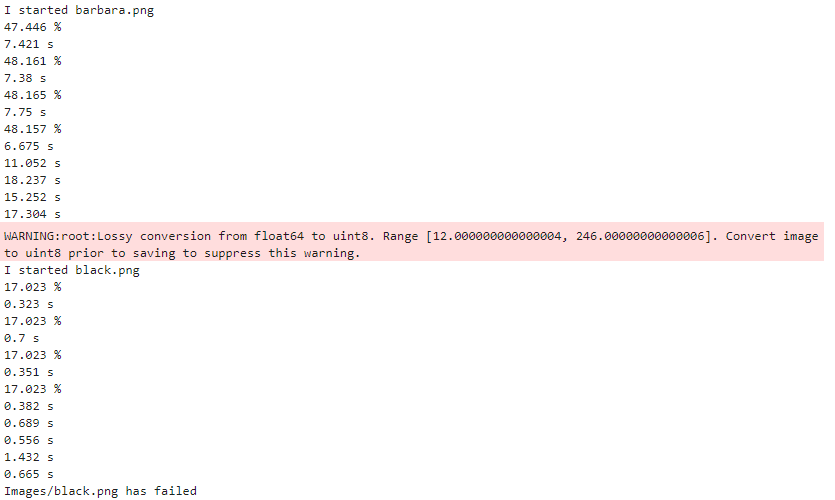 I started barbara.png
47.446 %
7.421 s
48.161 %
7.38 s
48.165 %
7.75 s
48.157 %
6.675 s
11.052 s
18.237 s
15.252 s
17.304 s
WARNING:root:Lossy conversion from float64 to uint8. Range [12.000000000000004, 246.00000000000006]. Convert image
to uint8 prior to saving to suppress this warning.
I started black.png
17.023 %
0.323 s
17.023 %
0.7 s
17.023 %
0.351 s
17.023 %
0.382 s
0.689 s
0.556 s
1.432 s
0.665 s
Images/black.png has failed